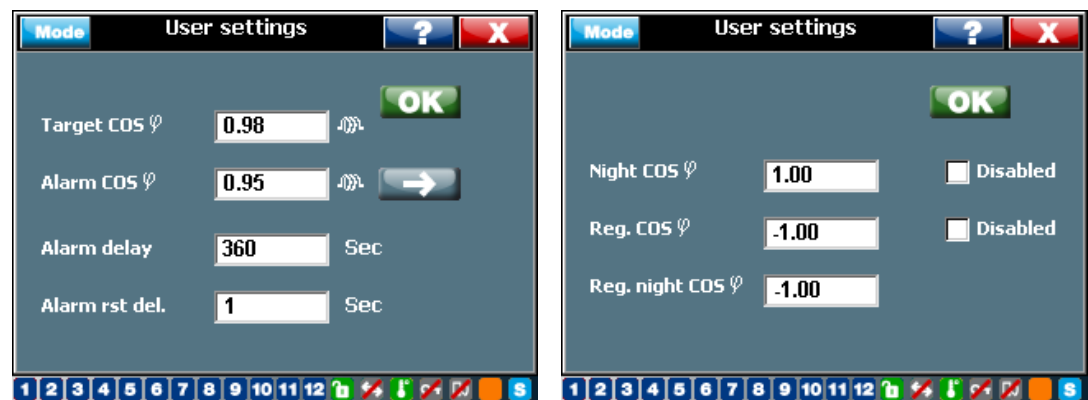 Mode User settings ? X
OK
Target COS φ 0.98
Alarm COS φ 0.95
Alarm delay 360 Sec
Alarm rst del. 1 Sec
1 2 3 4 5 6 7 8 9 10 11 12 S
Mode User settings ? X
OK
Night COS φ 1.00 Disabled
Reg. COS φ -1.00 Disabled
Reg. night COS φ -1.00
1 2 3 4 5 6 7 8 9 10 11 12 S